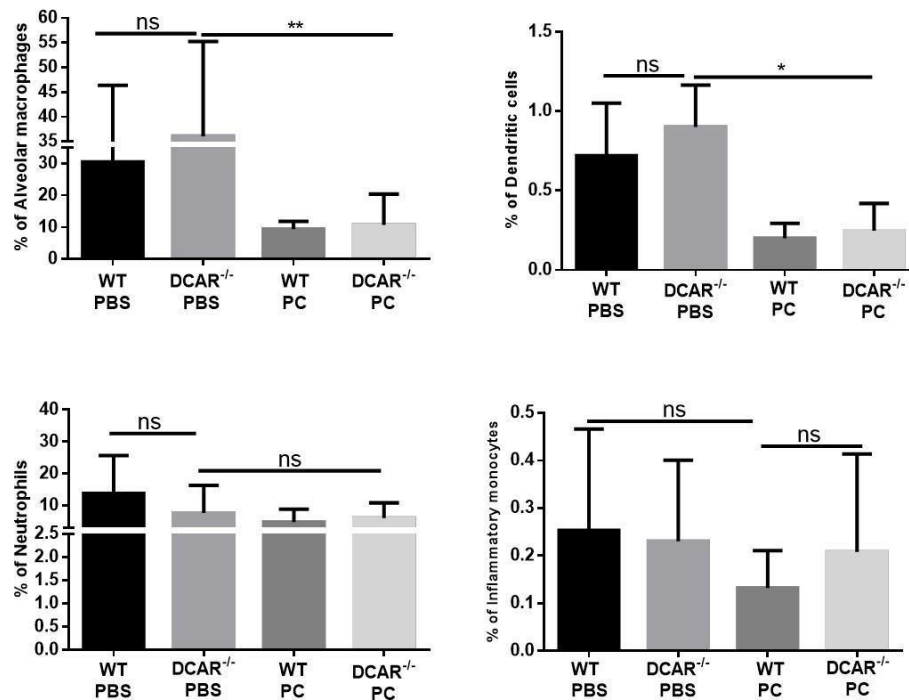 % of Alveolar macrophages
60
55
50
45
40
35
30
20
10
0
ns
**
WT
PBS
DCAR-/-
PBS
WT
PC
DCAR-/-
PC
% of Dendritic cells
1.5
1.0
0.5
0.0
ns
*
WT
PBS
DCAR-/-
PBS
WT
PC
DCAR-/-
PC
% of Neutrophils
40
30
20
10
2.5
2.0
1.5
1.0
0.5
0.0
ns
ns
WT
PBS
DCAR-/-
PBS
WT
PC
DCAR-/-
PC
% of Inflammatory monocytes
0.5
0.4
0.3
0.2
0.1
0.0
ns
ns
WT
PBS
DCAR-/-
PBS
WT
PC
DCAR-/-
PC